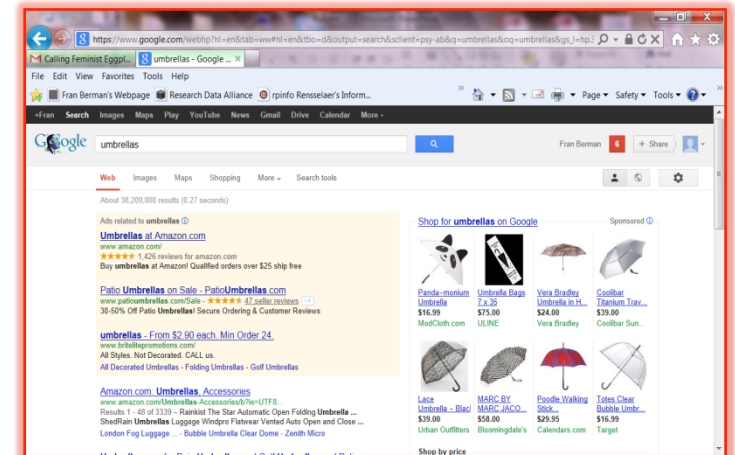 https://www.google.com/webhp?hl=en&tab=ww#hl=en&tbo=d&output=search&sclient=psy-ab&q=umbrellas&oq=umbrellas&gs_l=hp.
Calling Feminist Eggpl...
umbrellas - Google ...
File Edit View Favorites Tools Help
Fran Berman's Webpage Research Data Alliance rpinfo Rensselaer's Inform...
Page Safety Tools
+Fran Search Images Maps Play YouTube News Gmail Drive Calendar More
Google umbrellas Fran Berman 6 + Share
Web Images Maps Shopping More Search tools
About 38,200,000 results (0.27 seconds)
Ads related to umbrellas
Umbrellas at Amazon.com
www.amazon.com/
1,426 reviews for amazon.com
Buy umbrellas at Amazon! Qualified orders over $25 ship free
Patio Umbrellas on Sale - PatioUmbrellas.com
www.patioumbrellas.com/Sale - 47 seller reviews +1
30-50% Off Patio Umbrellas! Secure Ordering & Customer Reviews
umbrellas - From $2.90 each. Min Order 24.
www.britelitepromotions.com/
All Styles. Not Decorated. CALL us.
All Decorated Umbrellas - Folding Umbrellas - Golf Umbrellas
Amazon.com: Umbrellas, Accessories
www.amazon.com/Umbrellas-Accessories/b?ie=UTF8...
Results 1 - 48 of 3339 – Rainkist The Star Automatic Open Folding Umbrella ...
ShedRain Umbrellas Luggage Windpro Flatwear Vented Auto Open and Close ...
London Fog Luggage ... - Bubble Umbrella Clear Dome - Zenith Micro
Shop for umbrellas on Google Sponsored
Panda-monium Umbrella Bags Vera Bradley Coolibar
Umbrella 7 x 35 Umbrella in H... Titanium Trav...
$16.99 $75.00 $24.00 $39.00
ModCloth.com ULINE Vera Bradley Coolibar Sun...
Lace MARC BY Poodle Walking Totes Clear
Umbrella - Blac MARC JACO... Stick... Bubble Umbr...
$39.00 $58.00 $29.95 $16.99
Urban Outfitters Bloomingdale's Calendars.com Target
Shop by price